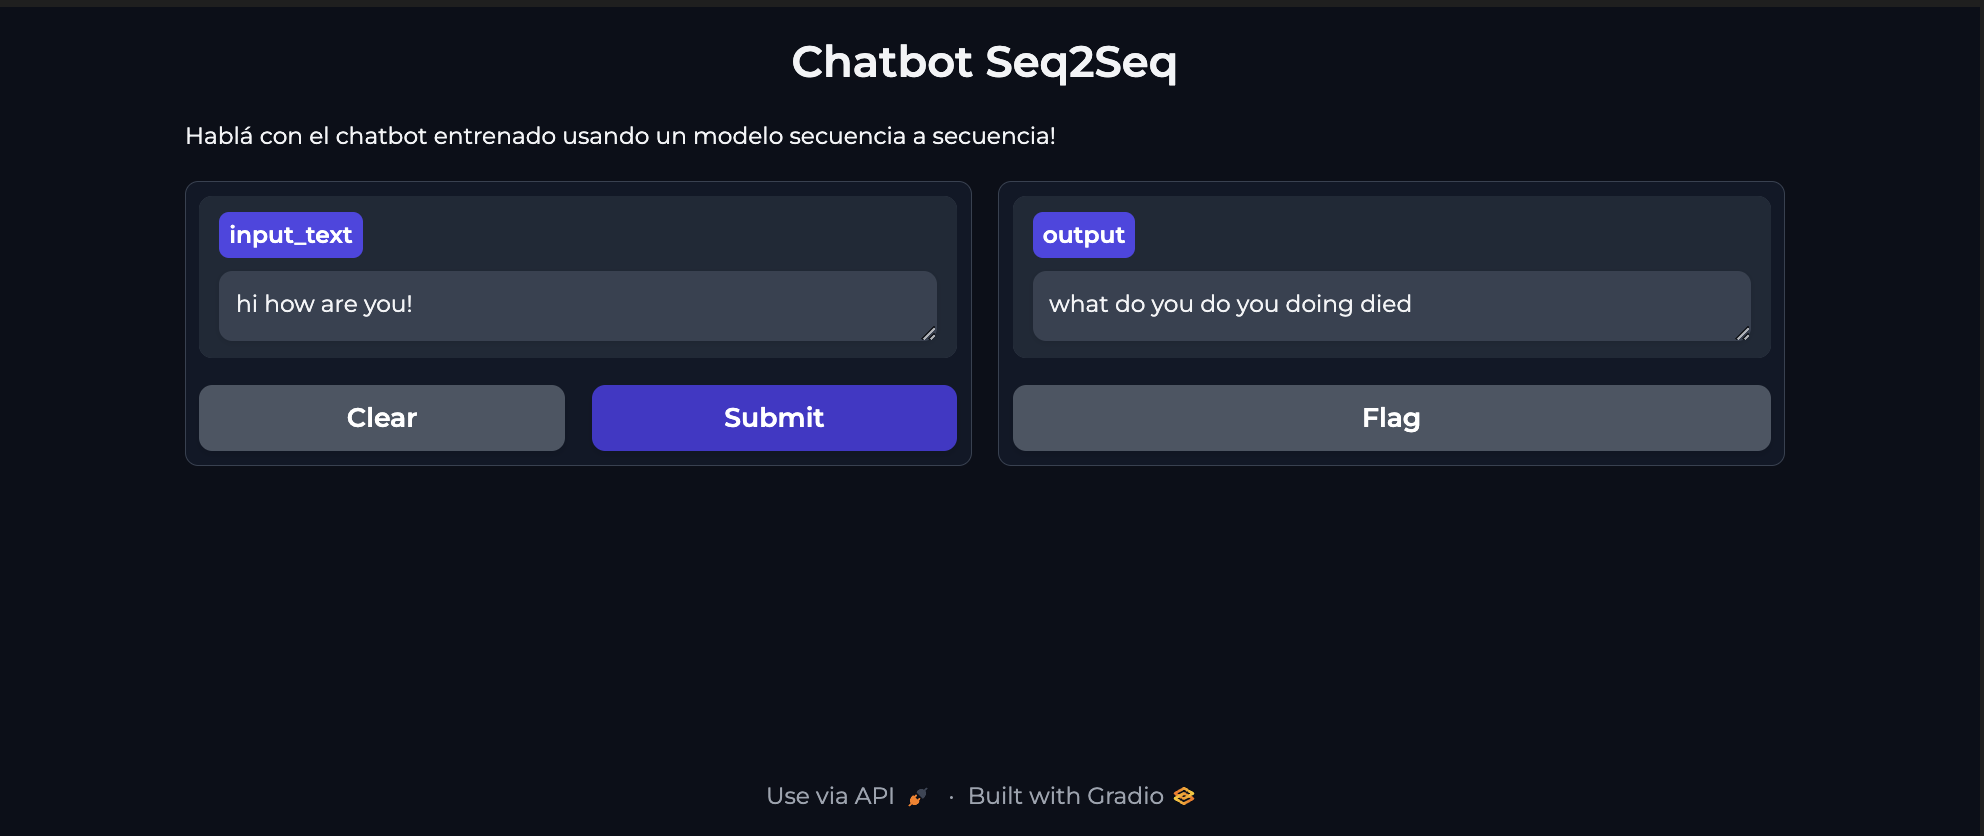 Chatbot Seq2Seq
Hablá con el chatbot entrenado usando un modelo secuencia a secuencia!
input_text
hi how are you!
Clear
Submit
output
what do you do you doing died
Flag
Use via API · Built with Gradio